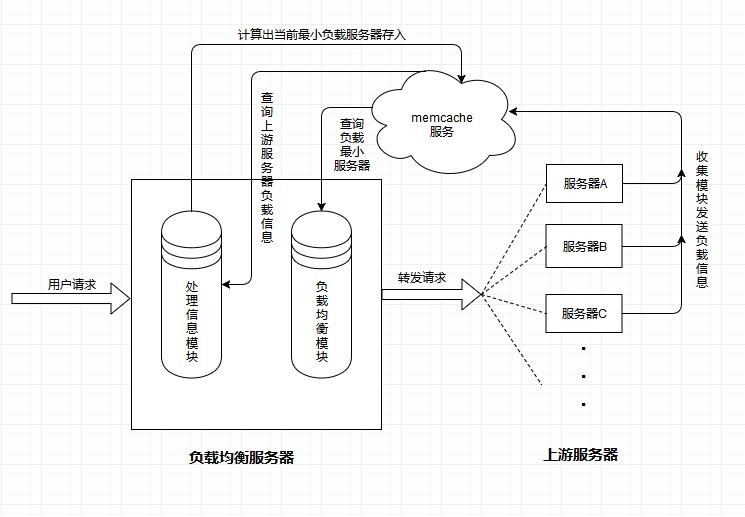 计算出当前最小负载服务器存入
查询上游服务器负载信息
查询
负载
最小
服务器
memcache
服务
收集模块发送负载信息
服务器A
服务器B
服务器C
用户请求
处理信息模块
负载均衡模块
转发请求
负载均衡服务器
上游服务器